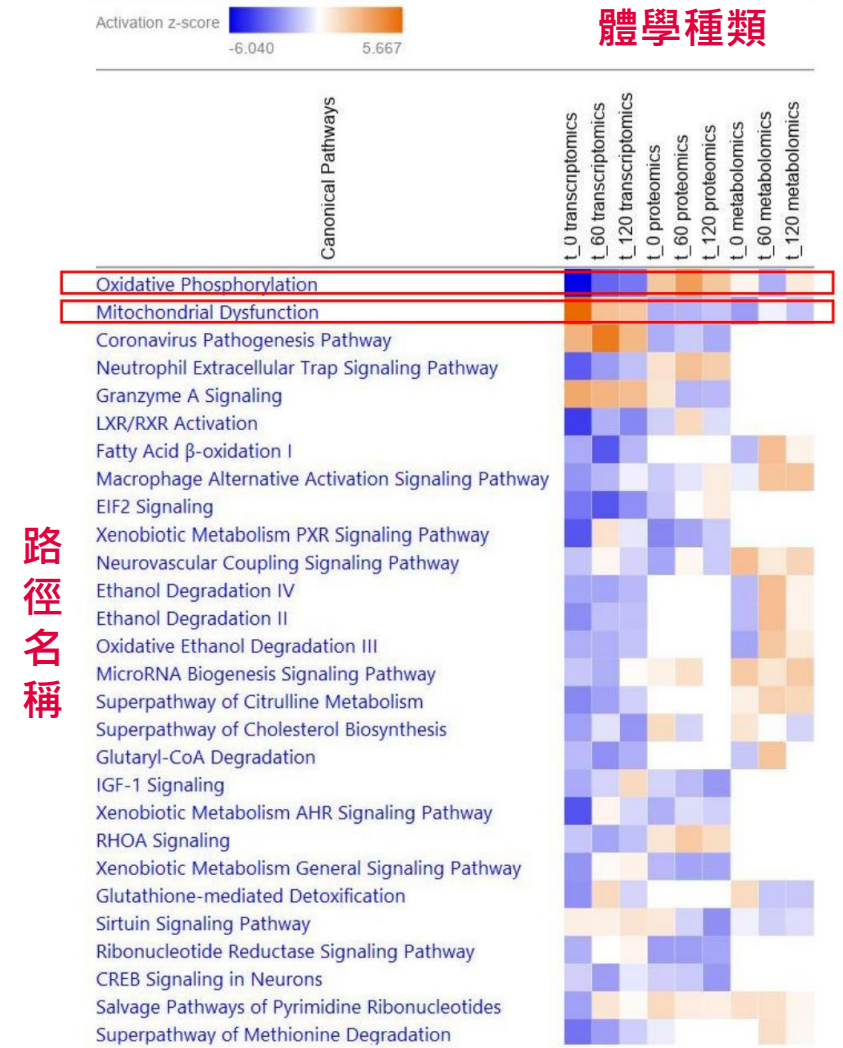 Activation z-score
-6.040 5.667
體學種類
Canonical Pathways
t_0 transcriptomics
t_60 transcriptomics
t_120 transcriptomics
t_0 proteomics
t_60 proteomics
t_120 proteomics
t_0 metabolomics
t_60 metabolomics
t_120 metabolomics
路徑名稱
Oxidative Phosphorylation
Mitochondrial Dysfunction
Coronavirus Pathogenesis Pathway
Neutrophil Extracellular Trap Signaling Pathway
Granzyme A Signaling
LXR/RXR Activation
Fatty Acid β-oxidation I
Macrophage Alternative Activation Signaling Pathway
EIF2 Signaling
Xenobiotic Metabolism PXR Signaling Pathway
Neurovascular Coupling Signaling Pathway
Ethanol Degradation IV
Ethanol Degradation II
Oxidative Ethanol Degradation III
MicroRNA Biogenesis Signaling Pathway
Superpathway of Citrulline Metabolism
Superpathway of Cholesterol Biosynthesis
Glutaryl-CoA Degradation
IGF-1 Signaling
Xenobiotic Metabolism AHR Signaling Pathway
RHOA Signaling
Xenobiotic Metabolism General Signaling Pathway
Glutathione-mediated Detoxification
Sirtuin Signaling Pathway
Ribonucleotide Reductase Signaling Pathway
CREB Signaling in Neurons
Salvage Pathways of Pyrimidine Ribonucleotides
Superpathway of Methionine Degradation